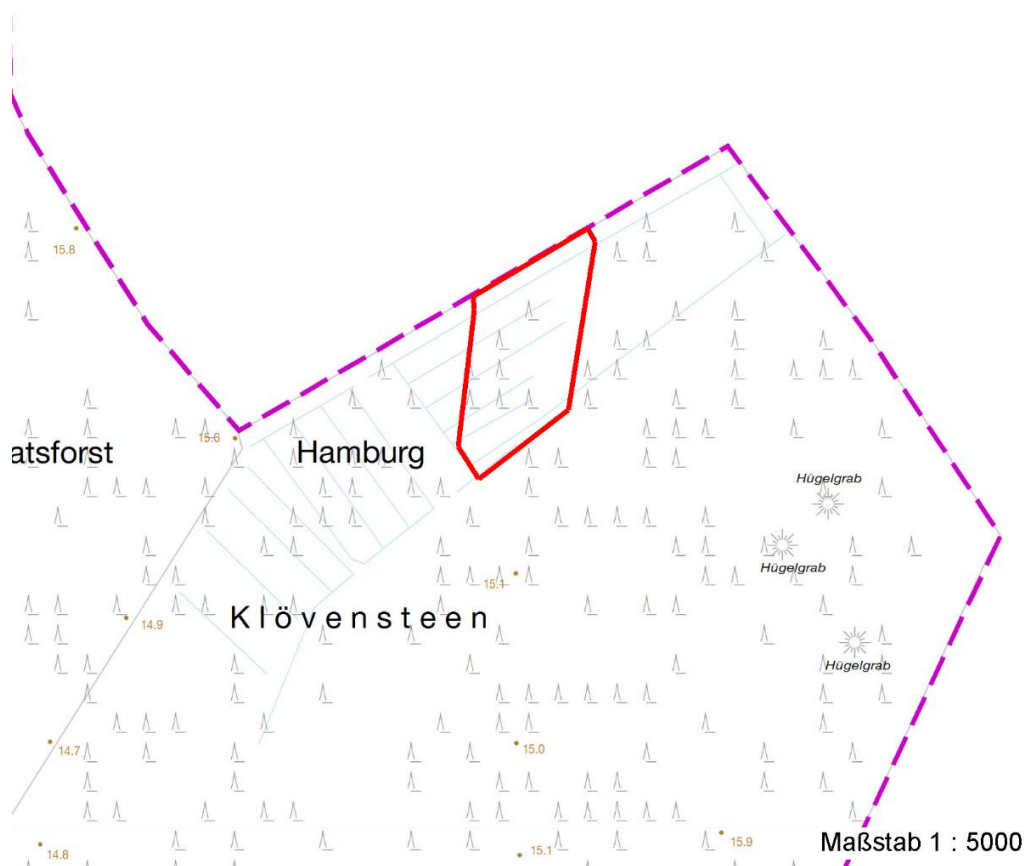 15.8
15.6
atsforst
Hamburg
Hügelgrab
Hügelgrab
15.1
14.9
Klövensteen
Hügelgrab
14.7
15.0
15.9
Maßstab 1 : 5000
14.8
15.1